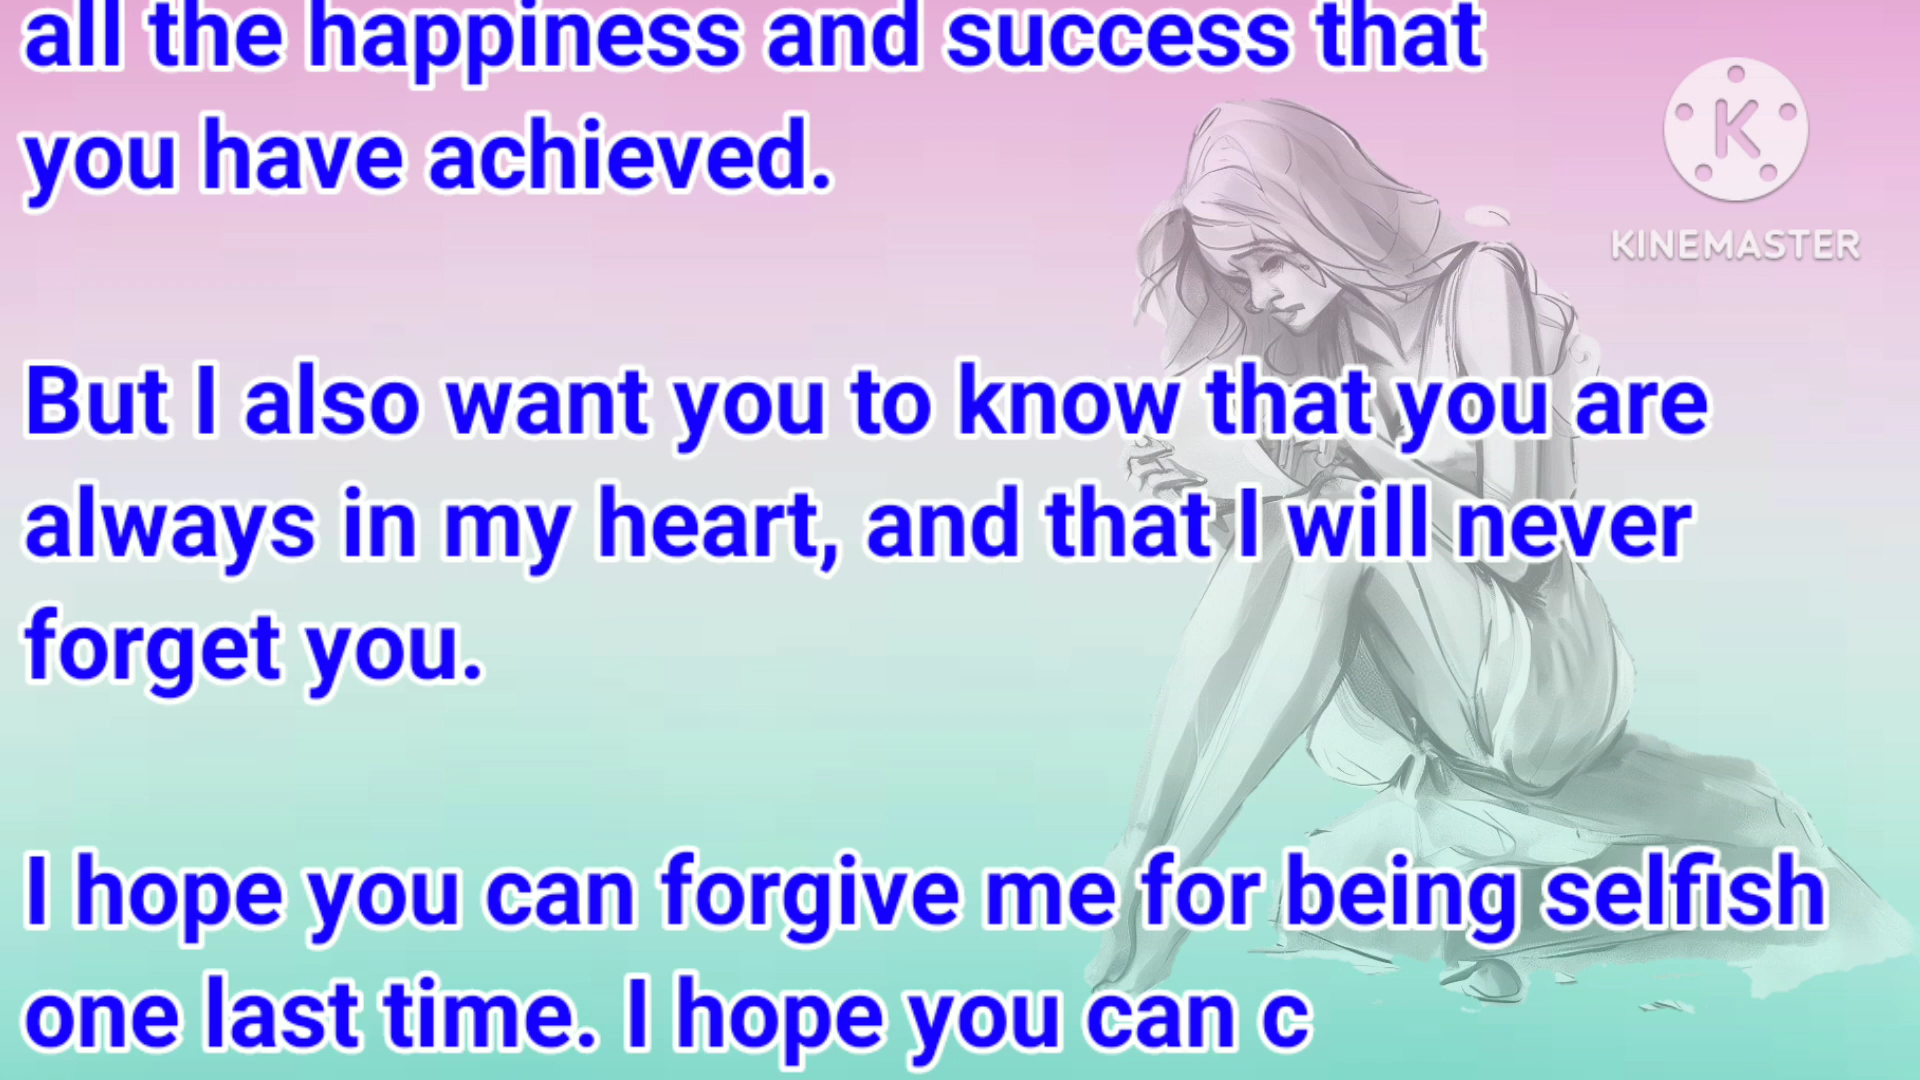 all the happiness and success that
you have achieved.
But I also want you to know that you are
always in my heart, and that I will never
forget you.
I hope you can forgive me for being selfish
one last time. I hope you can c
K
KINEMASTER